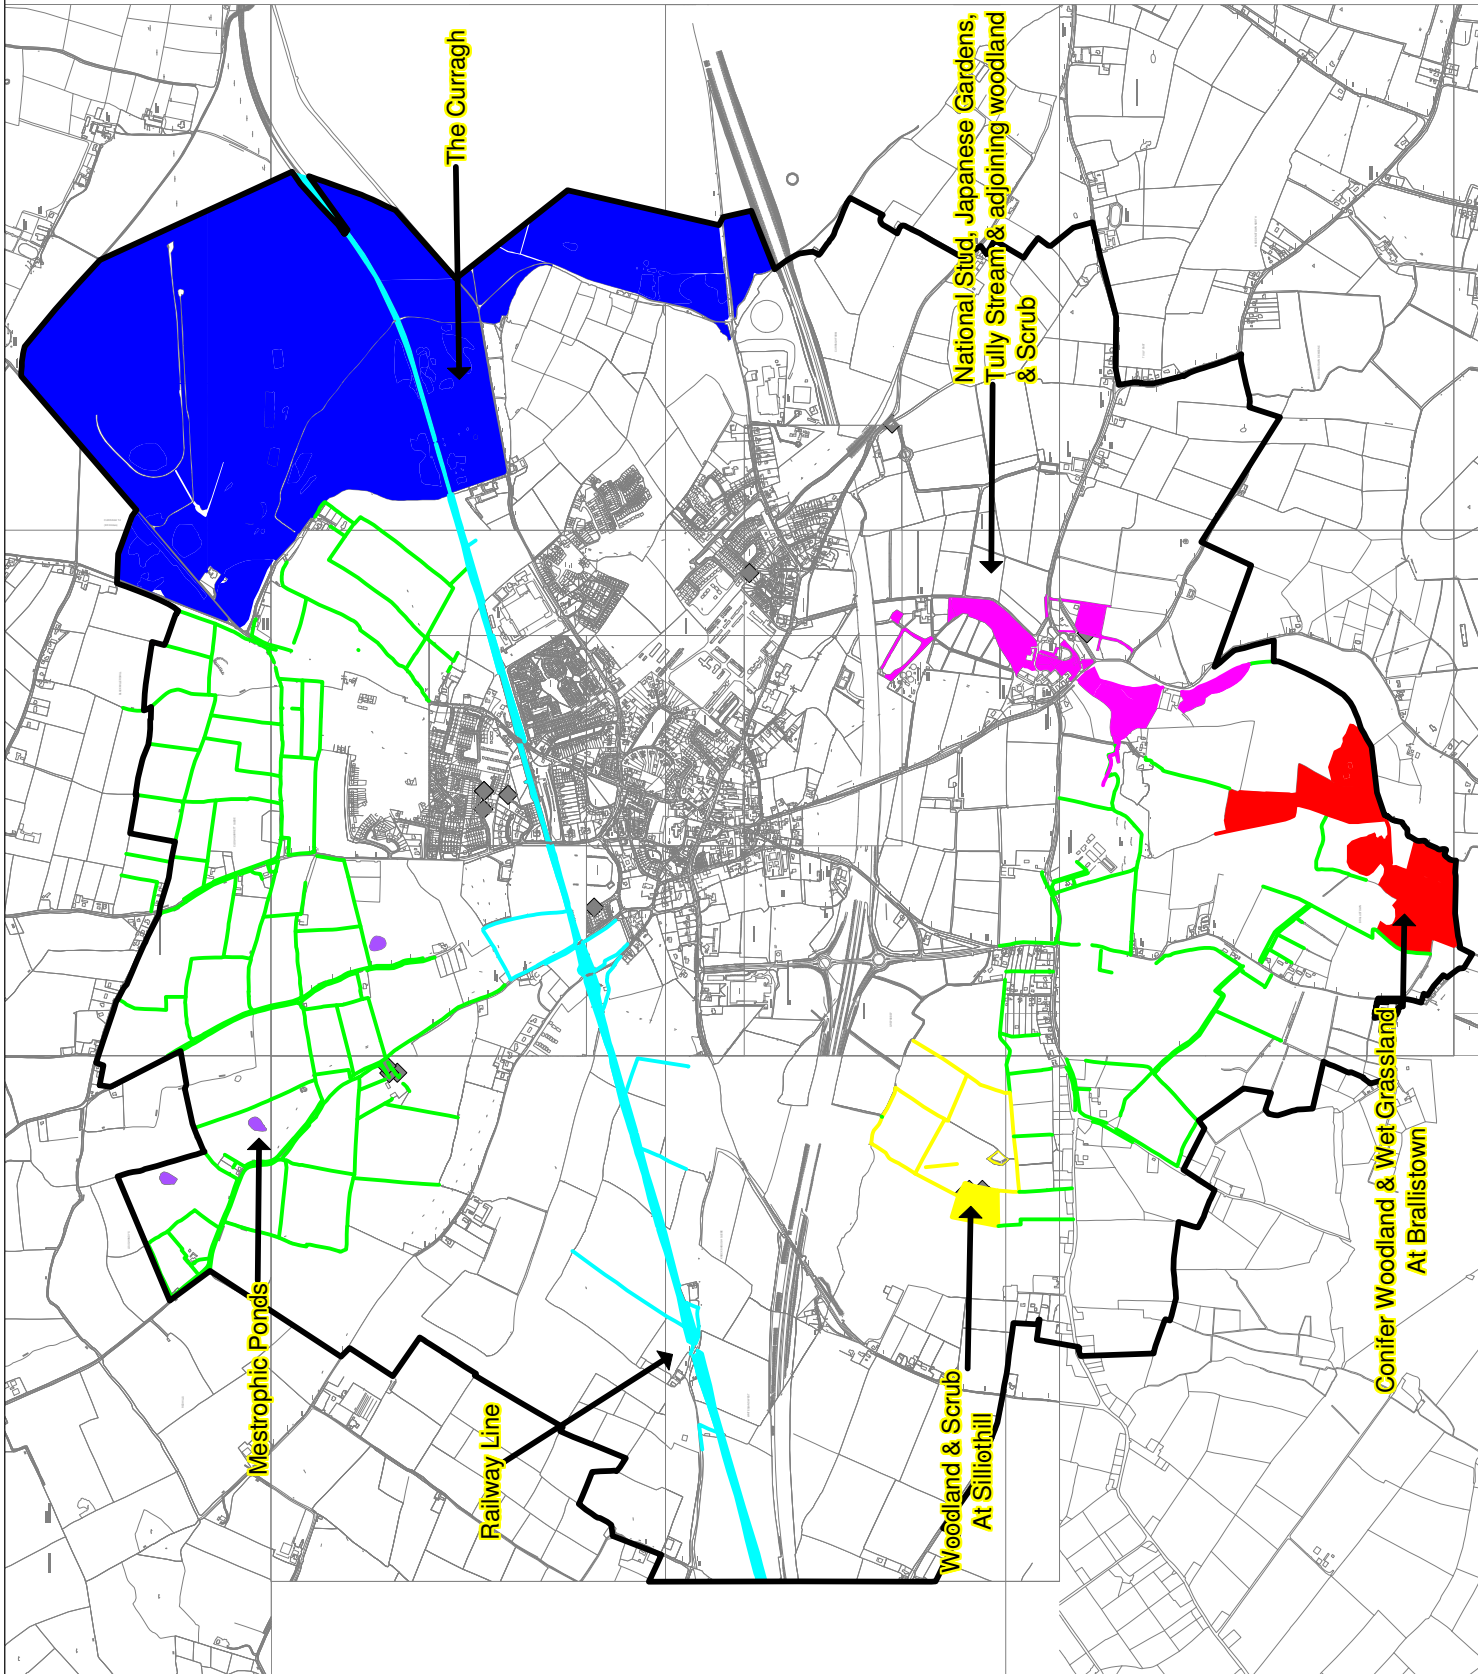 The Curragh
National Stud, Japanese Gardens,
Tully Stream & adjoining woodland
& Scrub
Mestrophic Ponds
Railway Line
Woodland & Scrub
At Silliothill
Conifer Woodland & Wet Grassland
At Brallistown